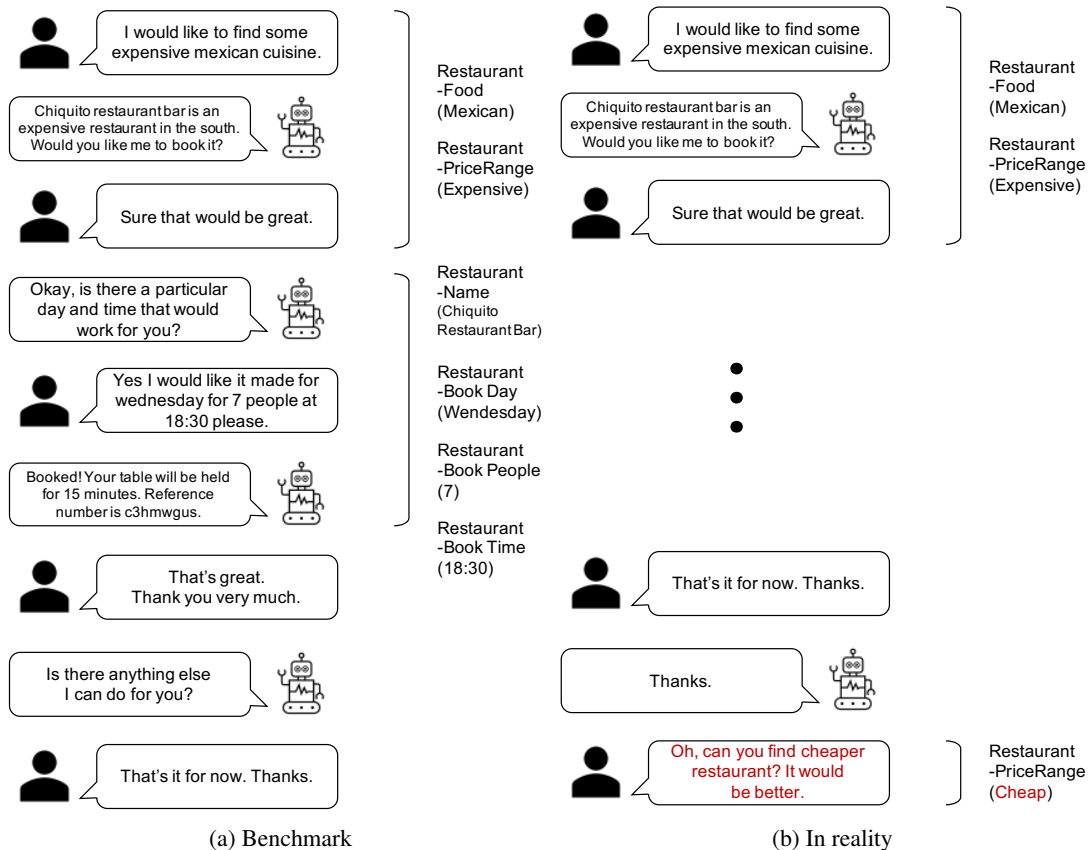 I would like to find some
expensive mexican cuisine.
Chiquito restaurant bar is an
expensive restaurant in the south.
Would you like me to book it?
Sure that would be great.
Restaurant
-Food
(Mexican)
Restaurant
-PriceRange
(Expensive)
Okay, is there a particular
day and time that would
work for you?
Yes I would like it made for
wednesday for 7 people at
18:30 please.
Booked! Your table will be held
for 15 minutes. Reference
number is c3hmwgus.
Restaurant
-Name
(Chiquito
Restaurant Bar)
Restaurant
-Book Day
(Wendesday)
Restaurant
-Book People
(7)
Restaurant
-Book Time
(18:30)
That's great.
Thank you very much.
Is there anything else
I can do for you?
That's it for now. Thanks.
(a) Benchmark
I would like to find some
expensive mexican cuisine.
Chiquito restaurant bar is an
expensive restaurant in the south.
Would you like me to book it?
Sure that would be great.
Restaurant
-Food
(Mexican)
Restaurant
-PriceRange
(Expensive)
That's it for now. Thanks.
Thanks.
Oh, can you find cheaper
restaurant? It would
be better.
Restaurant
-PriceRange
(Cheap)
(b) In reality